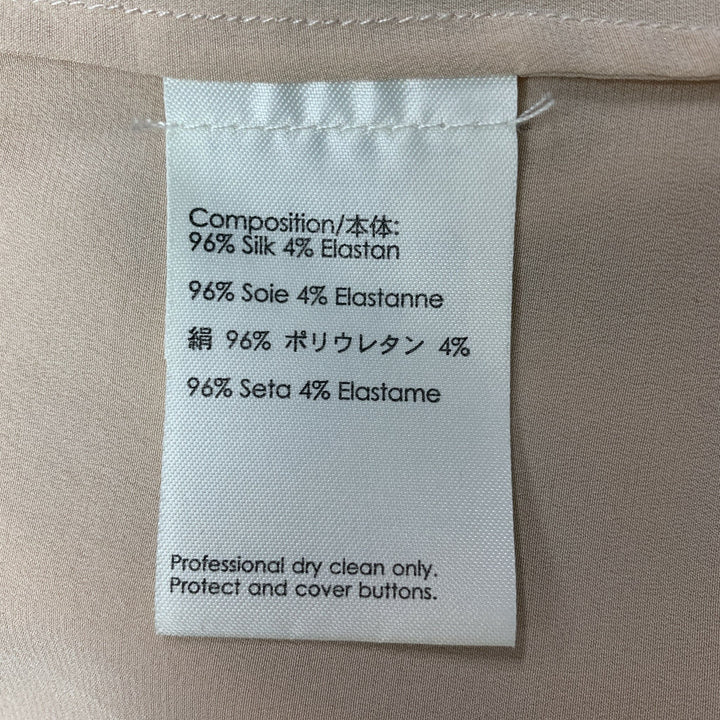 Composition/本体:
96% Silk 4% Elastan
96% Soie 4% Elastanne
絹 96% ポリウレタン 4%
96% Seta 4% Elastame
Professional dry clean only.
Protect and cover buttons.